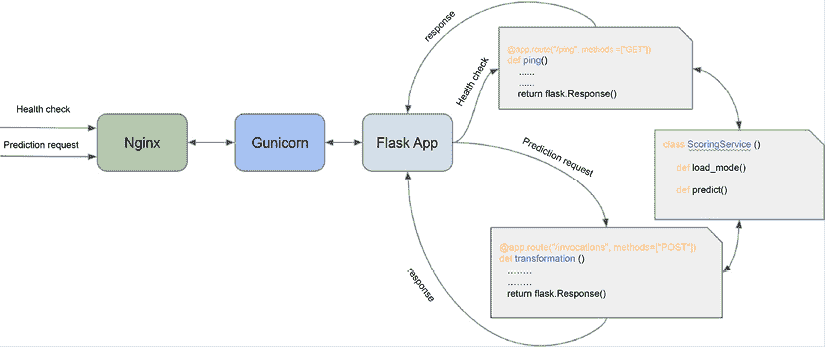 Health check
Prediction request
Nginx
Gunicorn
Flask App
response
Health check
Prediction request
response
@app.route("/ping", methods =["GET"])
def ping()
......
......
return flask.Response()
class ScoringService ()
def load_mode()
def predict()
@app.route("/invocations", methods=["POST"])
def transformation ()
........
........
return flask.Response()